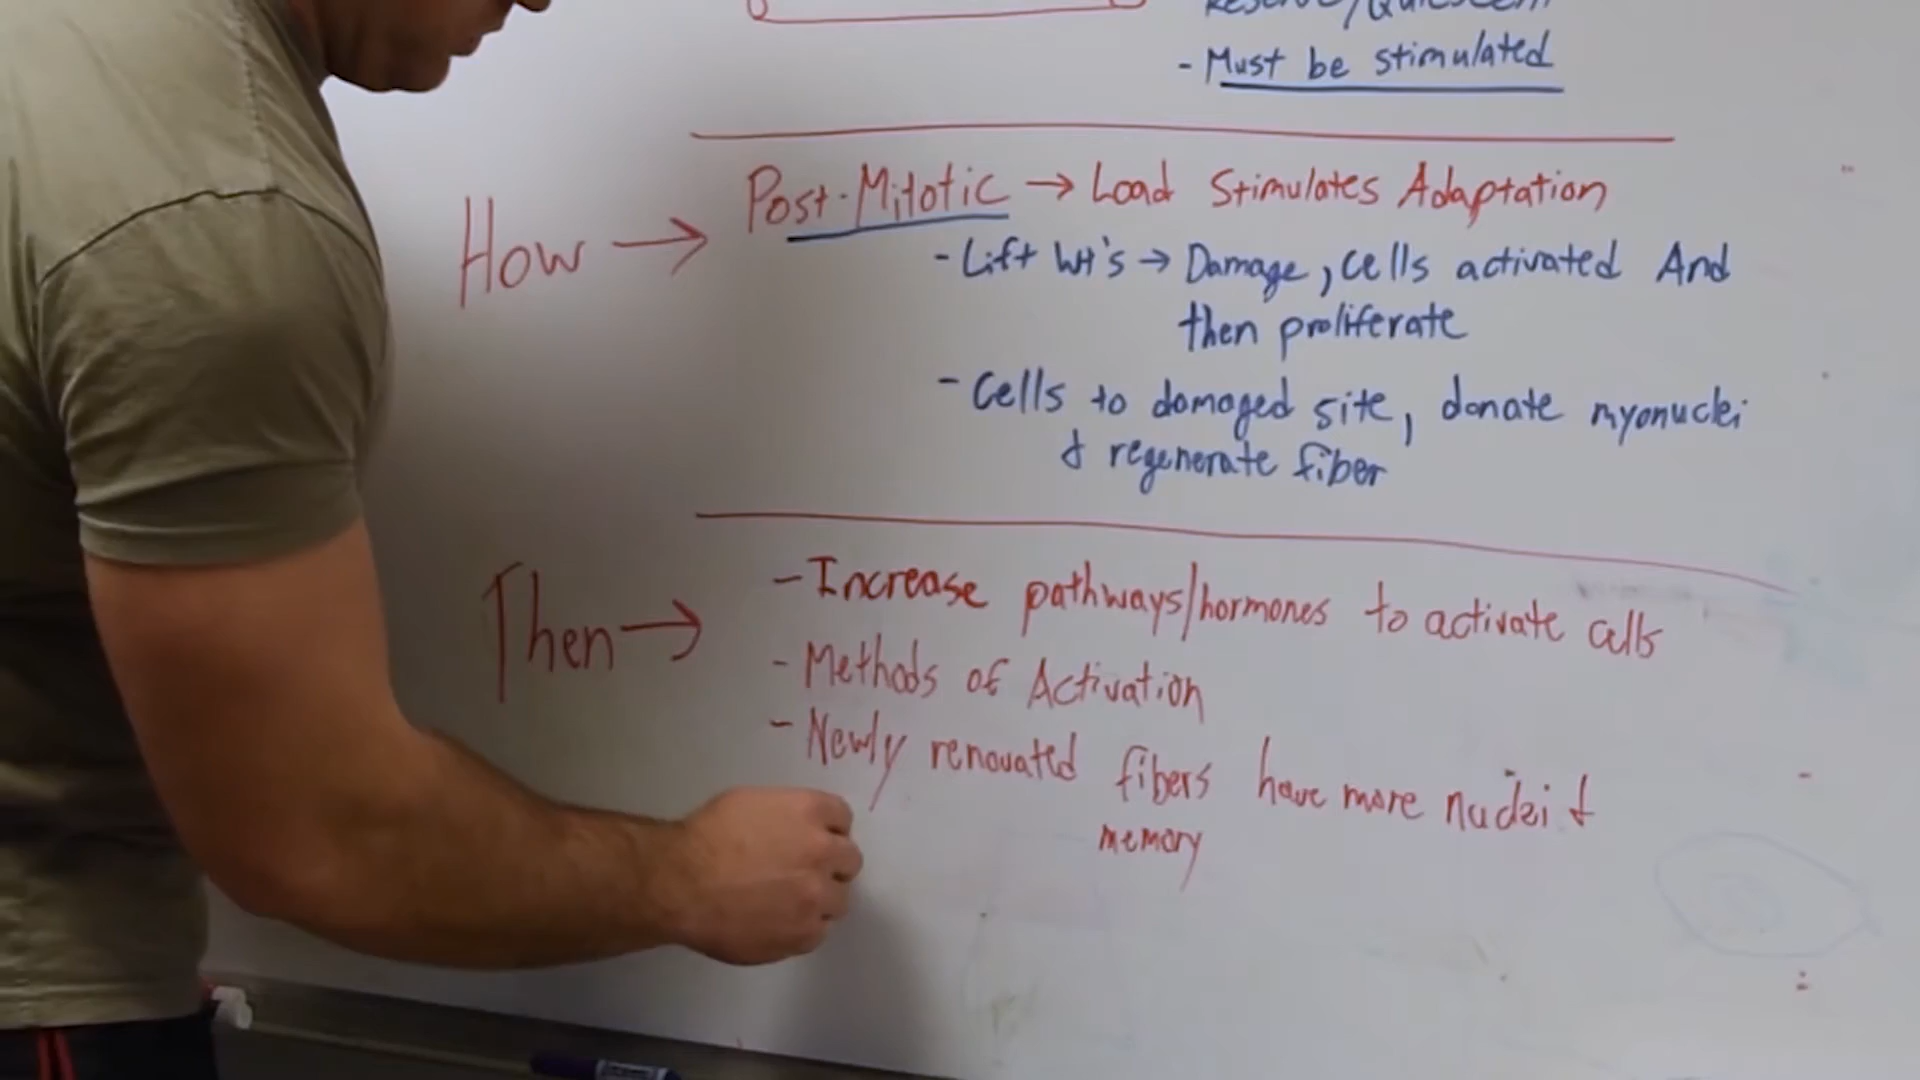 Reserve/Quiescent
- Must be stimulated
How → Post-Mitotic → Load Stimulates Adaptation
- Lift Wt's → Damage, cells activated And
then proliferate
- Cells to damaged site, donate myonuclei
& regenerate fiber
Then → - Increase pathways/hormones to activate cells
- Methods of Activation
- Newly renovated fibers have more nuclei &
memory